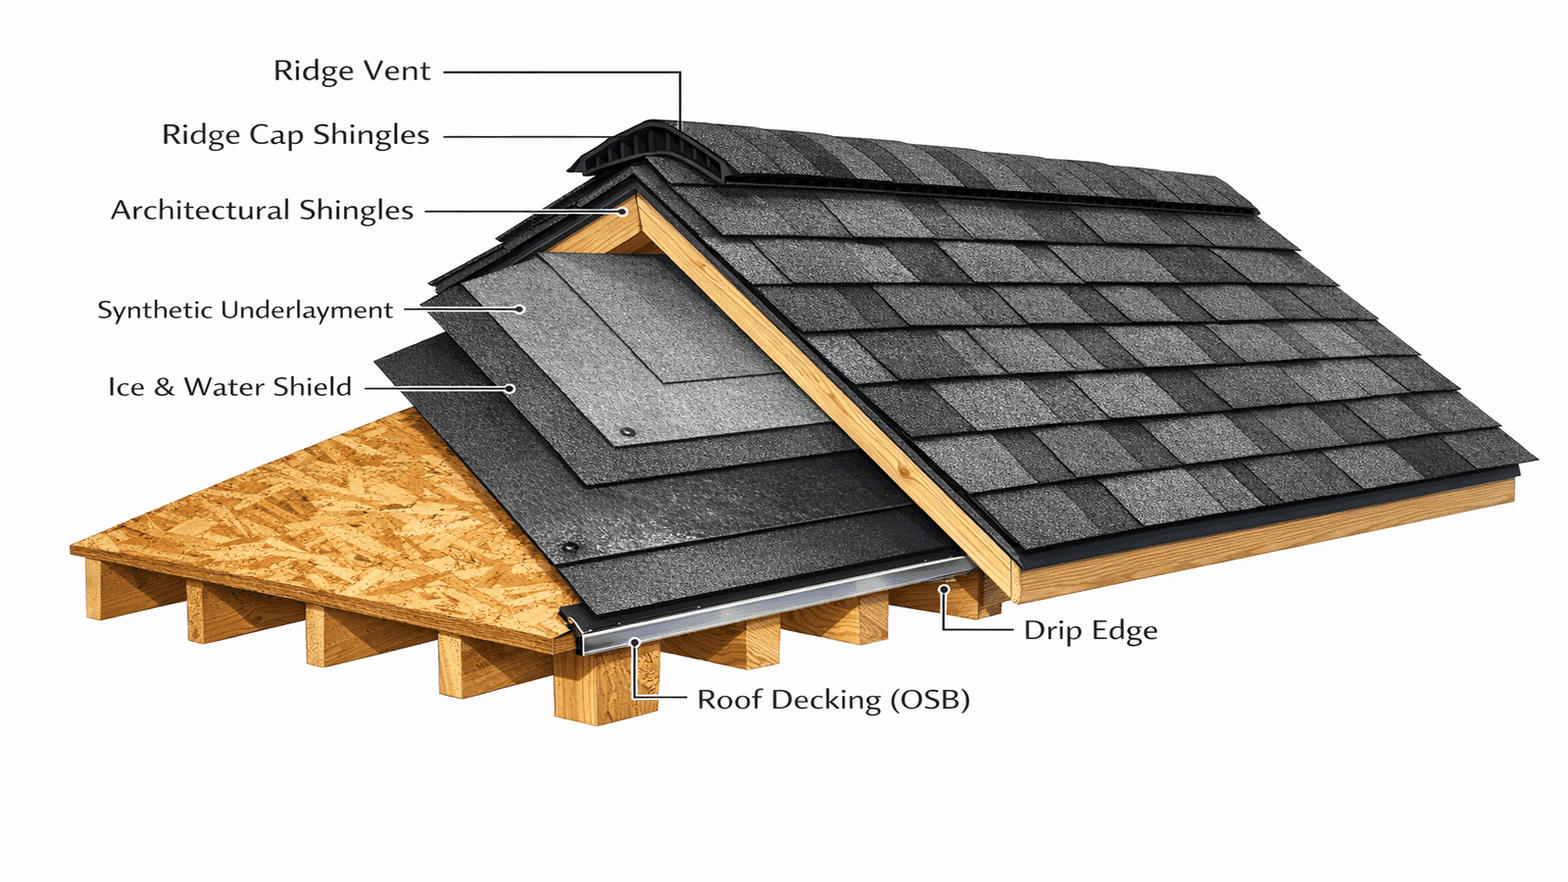 Ridge Vent
Ridge Cap Shingles
Architectural Shingles
Synthetic Underlayment
Ice & Water Shield
Drip Edge
Roof Decking (OSB)